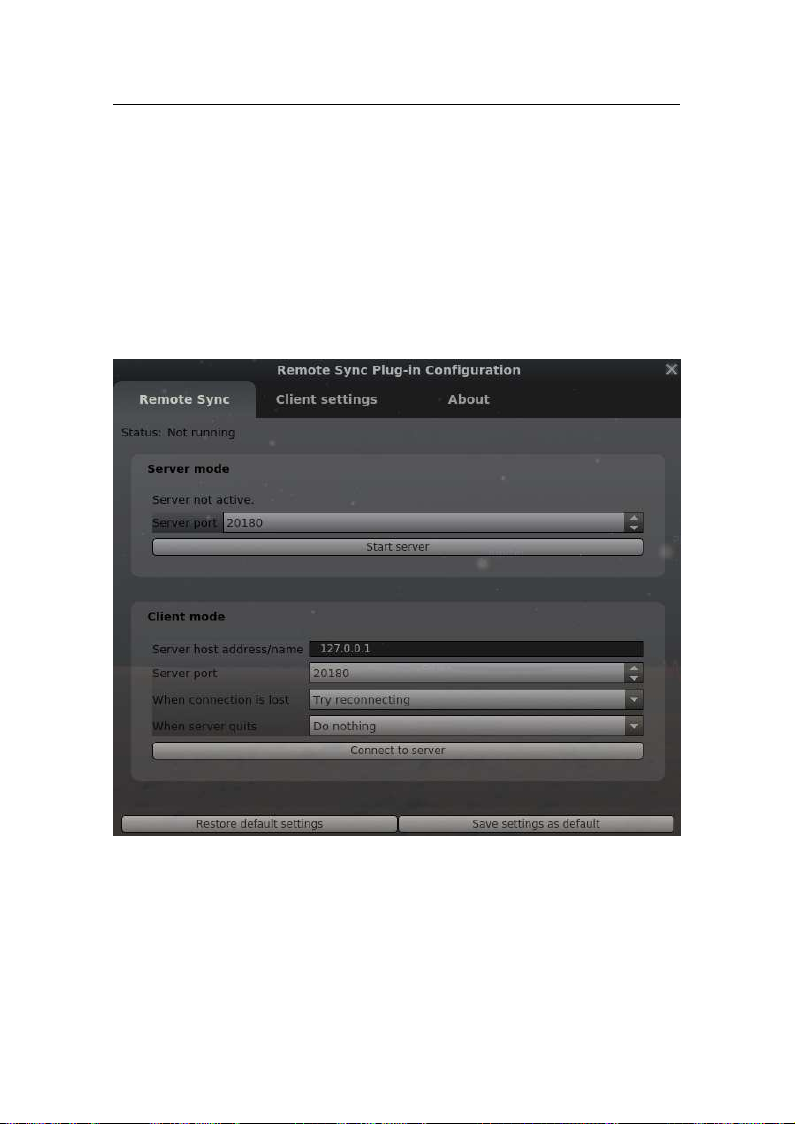 Remote Sync Plug-in Configuration
Remote Sync Client settings About
Status: Not running
Server mode
Server not active.
Server port 20180
Start server
Client mode
Server host address/name 127.0.0.1
Server port 20180
When connection is lost Try reconnecting
When server quits Do nothing
Connect to server
Restore default settings Save settings as default